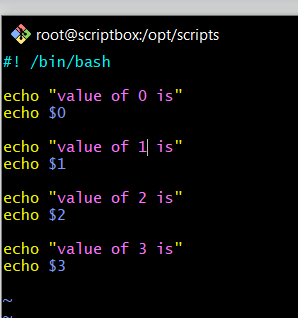 root@scriptbox:/opt/scripts
#! /bin/bash
echo "value of 0 is"
echo $0
echo "value of 1 is"
echo $1
echo "value of 2 is"
echo $2
echo "value of 3 is"
echo $3
~
~